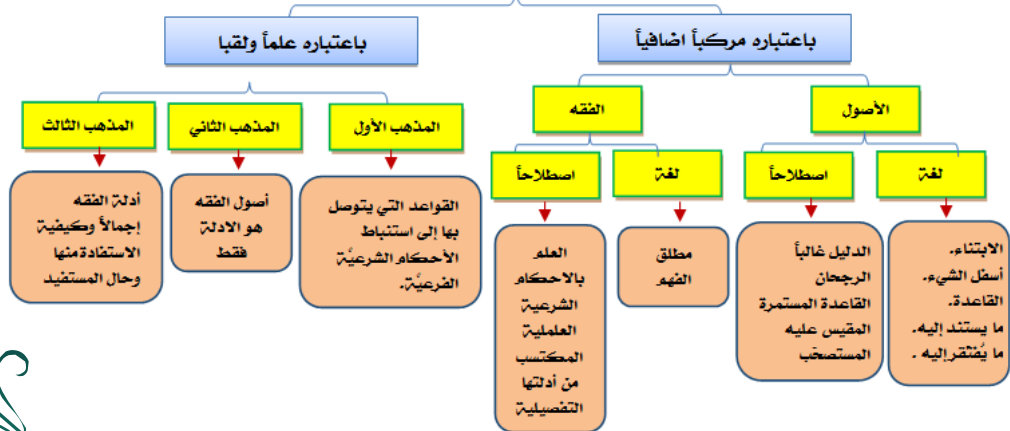 باعتباره مركباً اضافياً
باعتباره علماً ولقبا
الأصول
الفقه
المذهب الأول
المذهب الثاني
المذهب الثالث
لغة
اصطلاحاً
لغة
اصطلاحاً
الابتناء.
أسفل الشيء.
القاعدة.
ما يستند إليه.
ما يُفتقر إليه .
الدليل غالباً
الرجحان
القاعدة المستمرة
المقيس عليه
المستصحَب
مطلق
الفهم
العلم
بالاحكام
الشرعية
العلملية
المكتسب
من أدلتها
التفصيلية
القواعد التي يتوصل
بها إلى استنباط
الأحكام الشرعيَّة
الفرعيَّة.
أصول الفقه
هو الادلة
فقط
أدلة الفقه
إجمالاً وكيفية
الاستفادة منها
وحال المستفيد